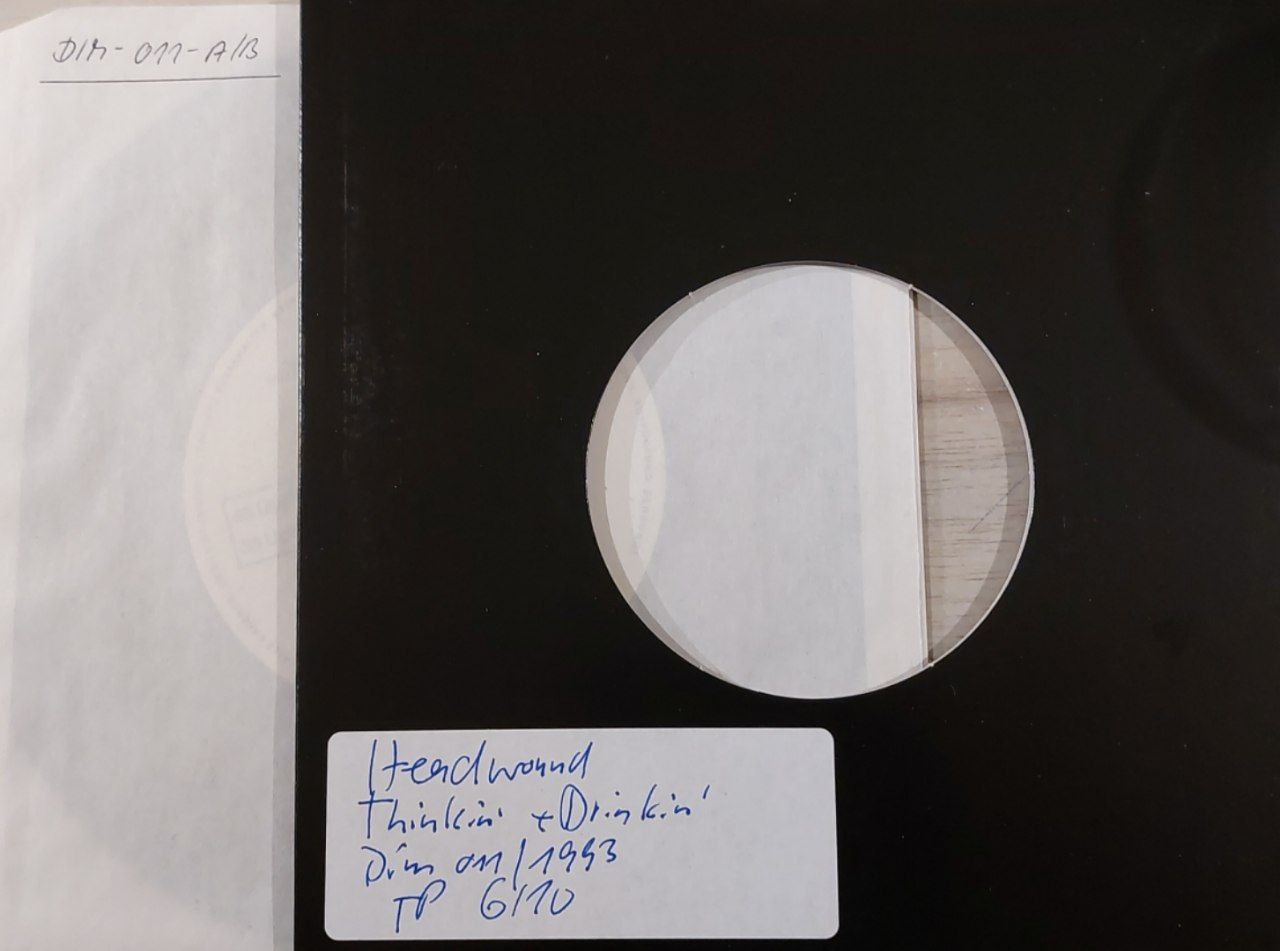 DIM-011-A/B
Headwound
Thinkin' + Drinkin'
Dim 011/1993
TP 6/10